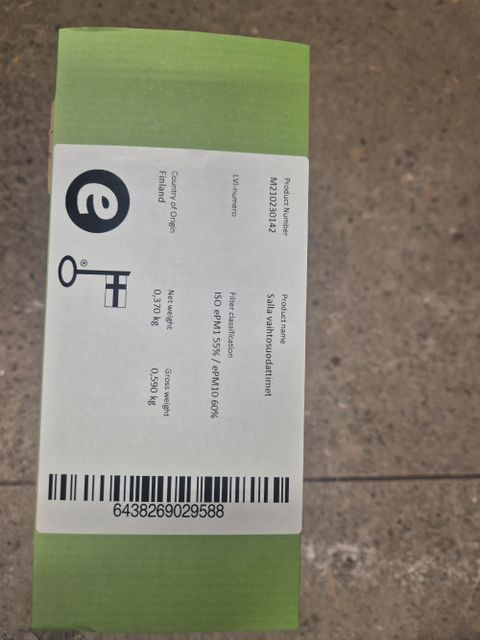 Product Number
M210230142
Product name
Salla vaihtosuodattimet
LVI-numero
Filter classification
ISO ePM1 55% / ePM10 60%
Country of Origin
Finland
Net weight
0,370 kg
Gross weight
0,590 kg
e
®
6438269029588